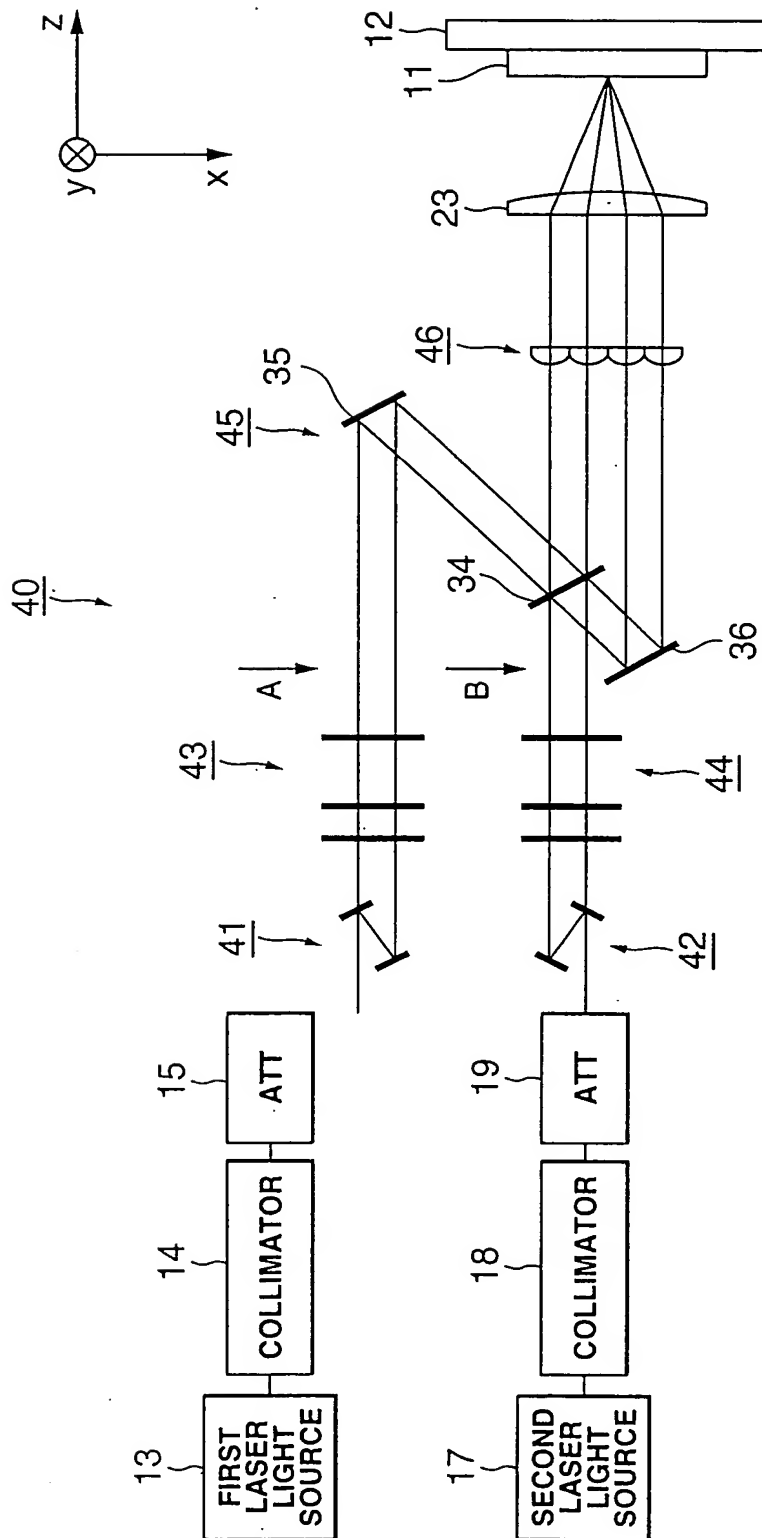 40
z
y
x
13
FIRST
LASER
LIGHT
SOURCE
14
COLLIMATOR
15
ATT
41
43
A
45
35
46
23
11
12
17
SECOND
LASER
LIGHT
SOURCE
18
COLLIMATOR
19
ATT
42
44
B
34
36